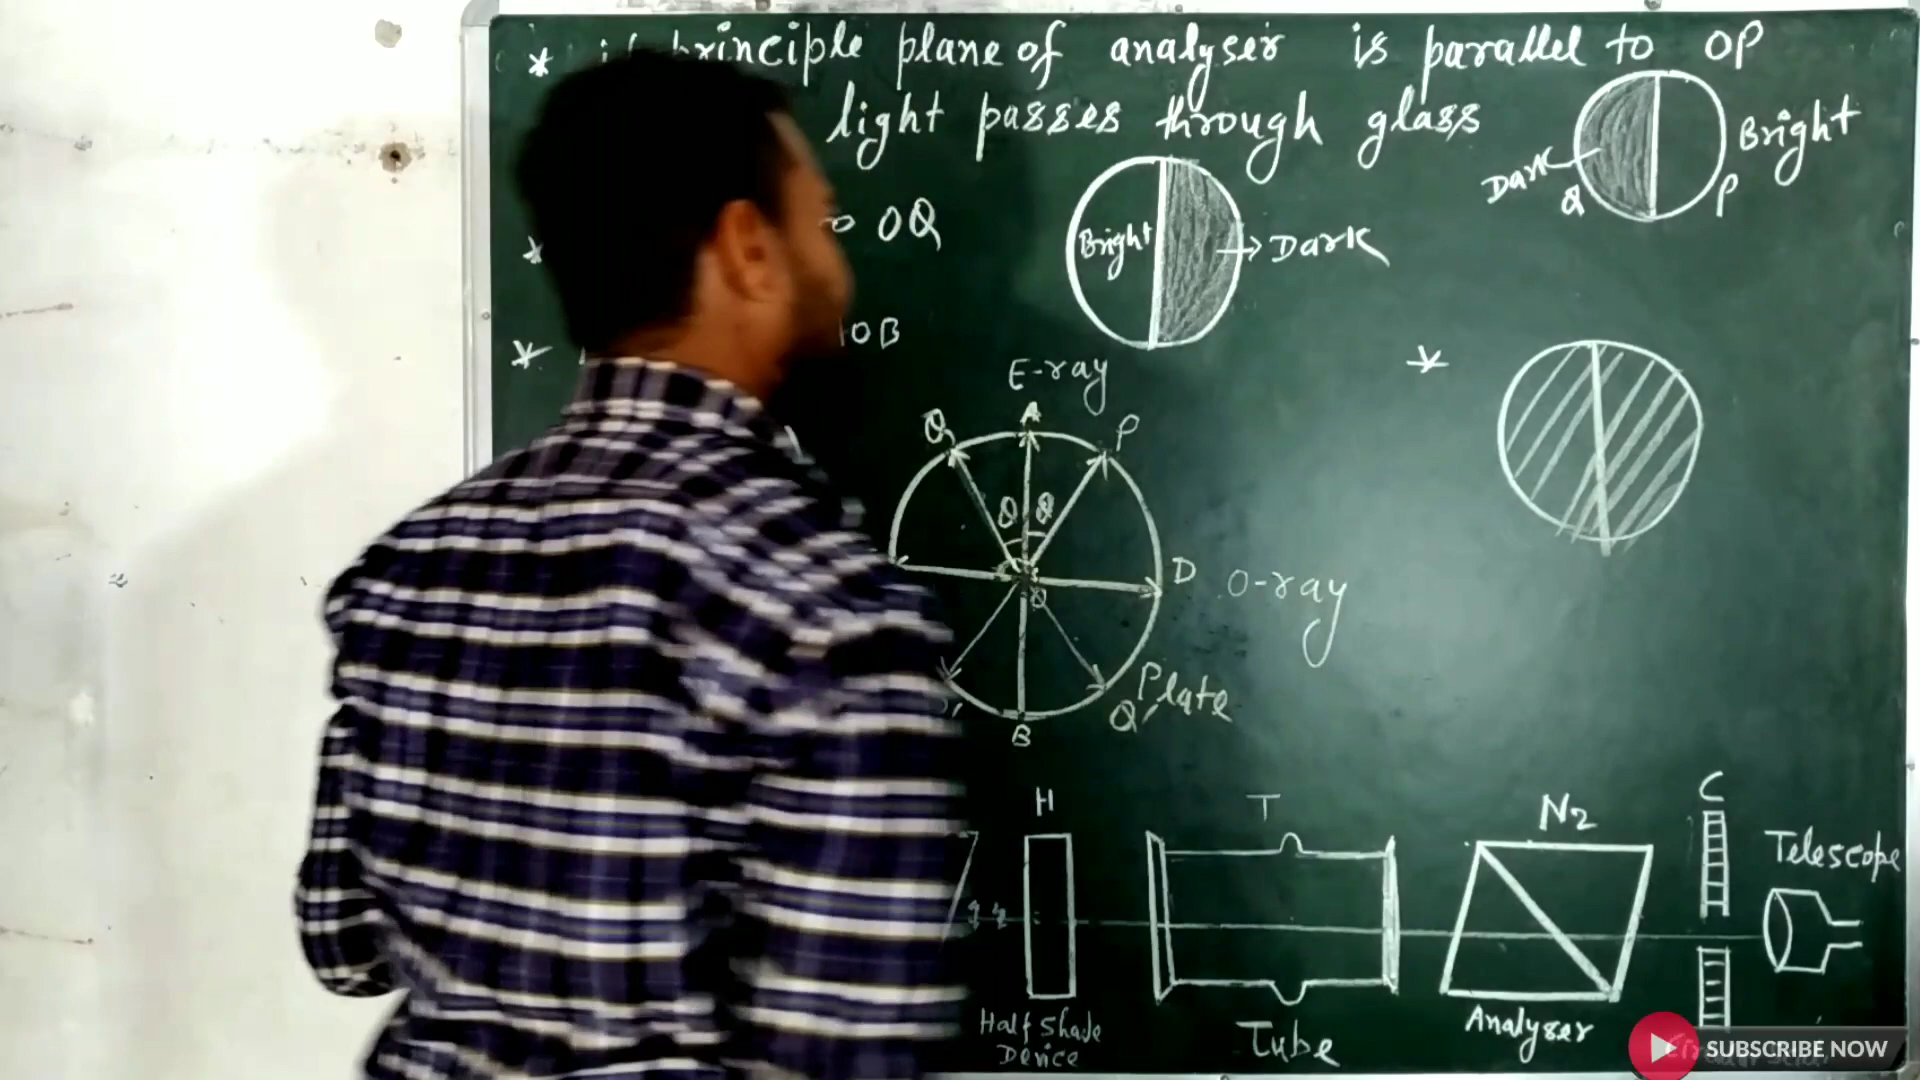 * principle plane of analyser is parallel to OP
light passes through glass
Bright
Dark
Q
P
* OQ
Bright
Dark
* OB
*
E-ray
A
Q
P
θ θ
O
D
O-ray
Plate
Q'
B
H
T
N2
C
Telescope
Half Shade
Device
Tube
Analyser
SUBSCRIBE NOW